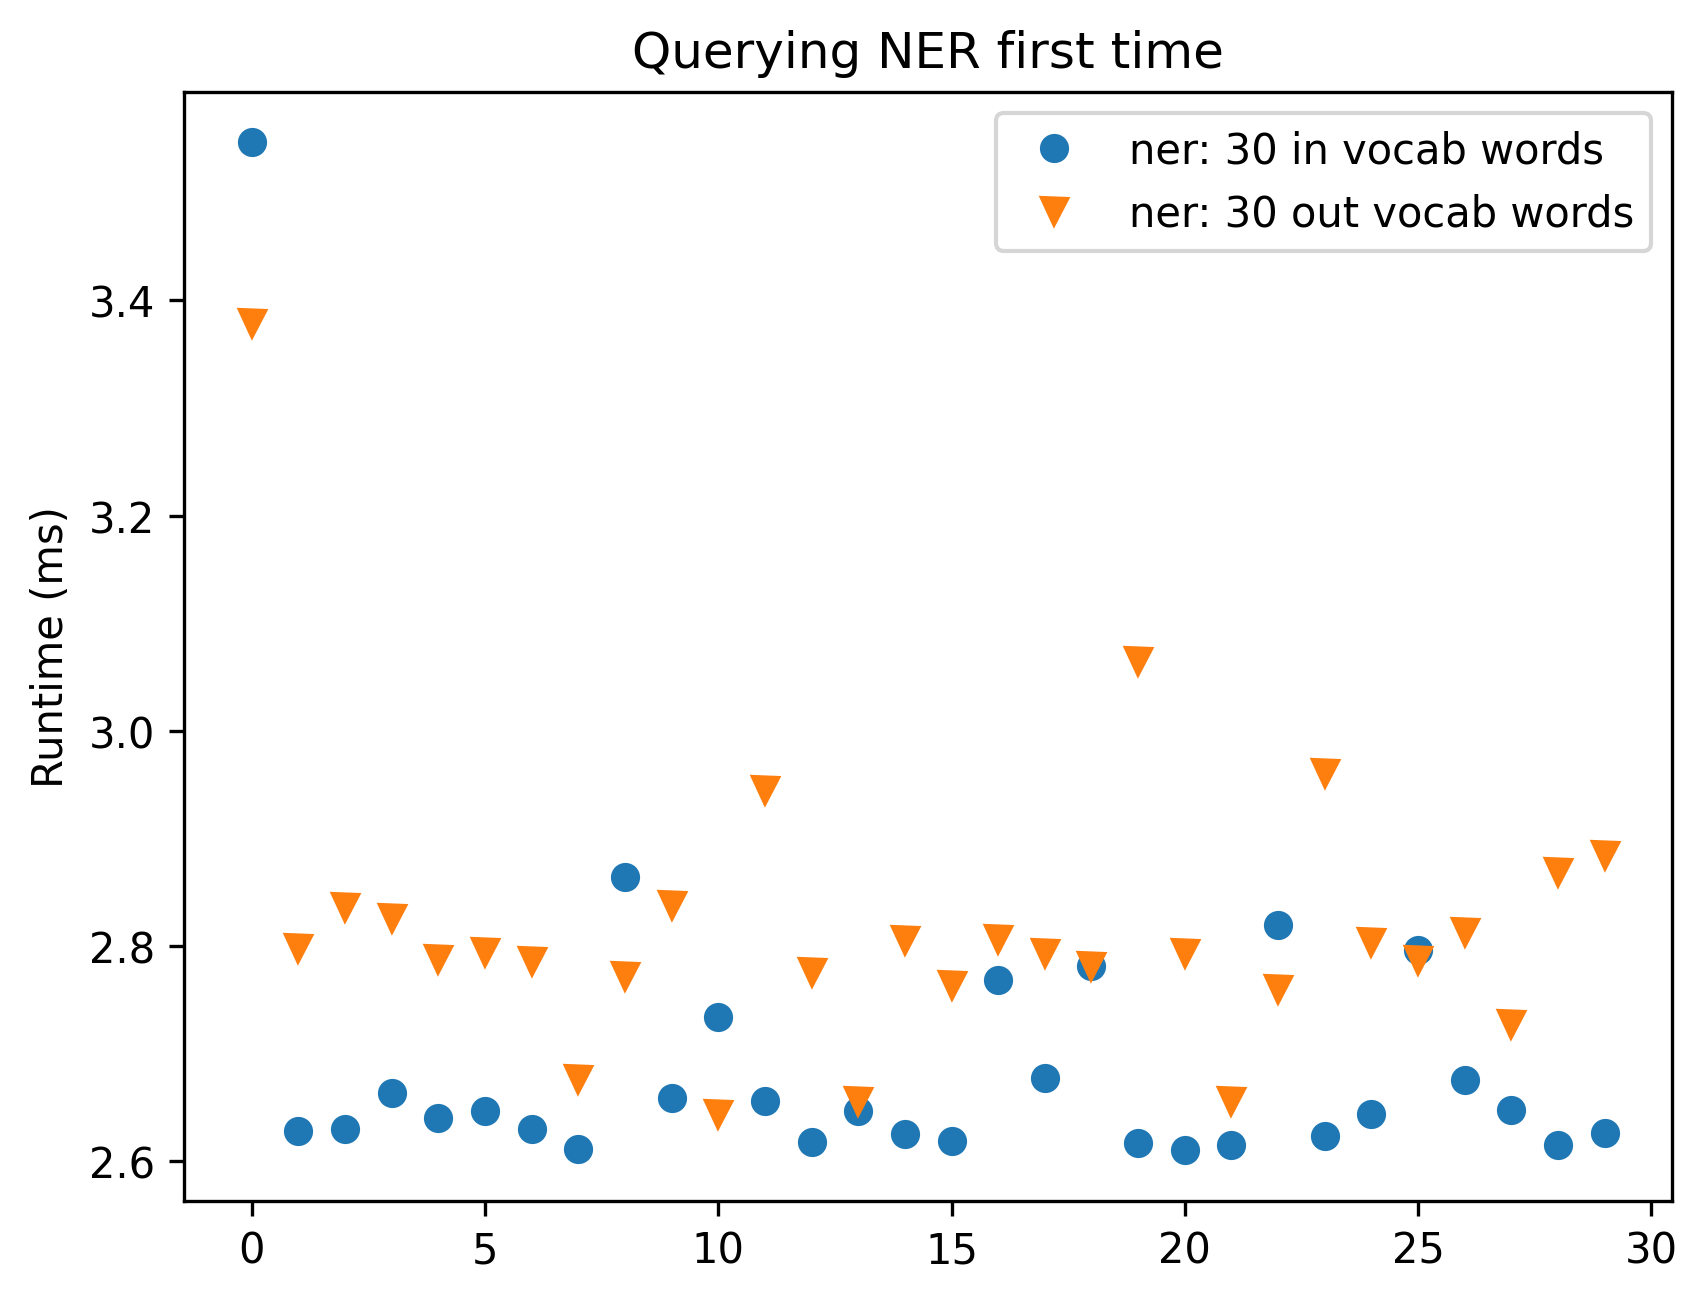 Querying NER first time
ner: 30 in vocab words
ner: 30 out vocab words
Runtime (ms)
3.4
3.2
3.0
2.8
2.6
0 5 10 15 20 25 30